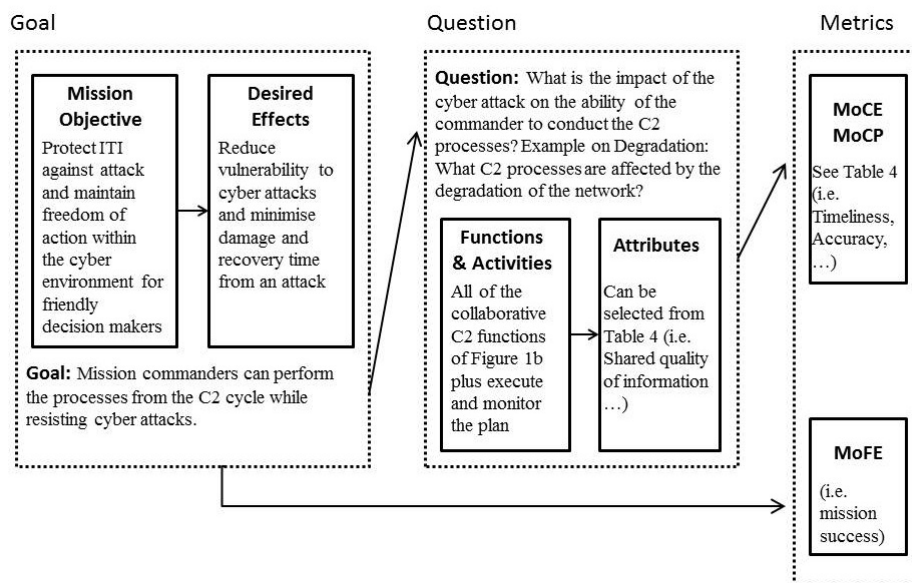 Goal
Mission
Objective
Protect ITI
against attack
and maintain
freedom of
action within
the cyber
environment for
friendly
decision makers
Desired
Effects
Reduce
vulnerability to
cyber attacks
and minimise
damage and
recovery time
from an attack
Goal: Mission commanders can perform
the processes from the C2 cycle while
resisting cyber attacks.
Question
Question: What is the impact of the
cyber attack on the ability of the
commander to conduct the C2
processes? Example on Degradation:
What C2 processes are affected by the
degradation of the network?
Functions
& Activities
All of the
collaborative
C2 functions
of Figure 1b
plus execute
and monitor
the plan
Attributes
Can be
selected from
Table 4 (i.e.
Shared quality
of information
…)
Metrics
MoCE
MoCP
See Table 4
(i.e.
Timeliness,
Accuracy,
…)
MoFE
(i.e.
mission
success)